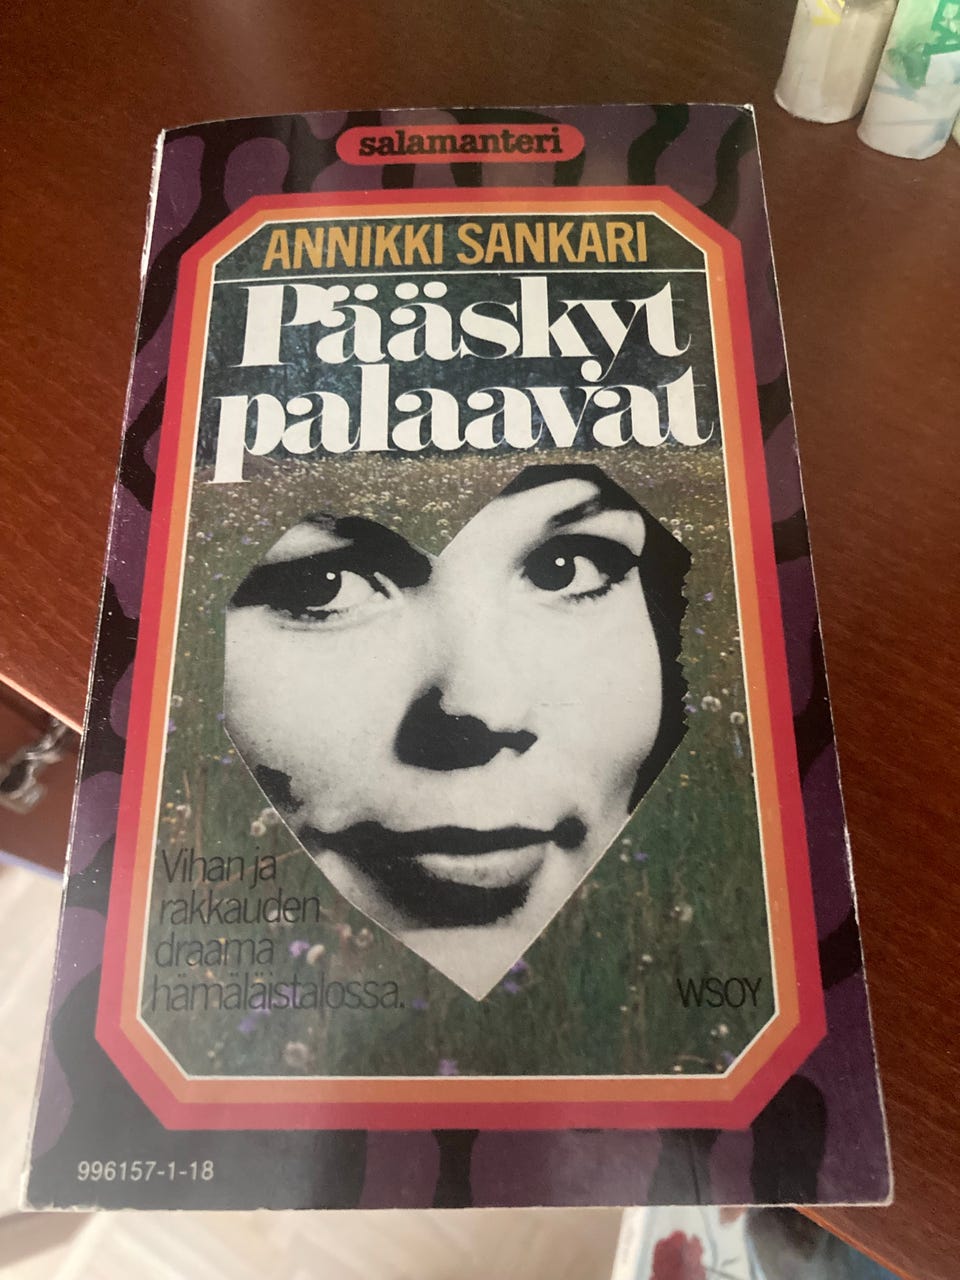 salamanteri
ANNIKKI SANKARI
Pääskyt
palaavat
Vihan ja
rakkauden
draama
hämäläistalossa.
WSOY
996157-1-18